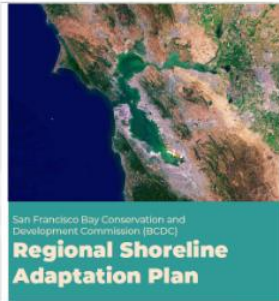 San Francisco Bay Conservation and
Development Commission (BCDC)
Regional Shoreline
Adaptation Plan